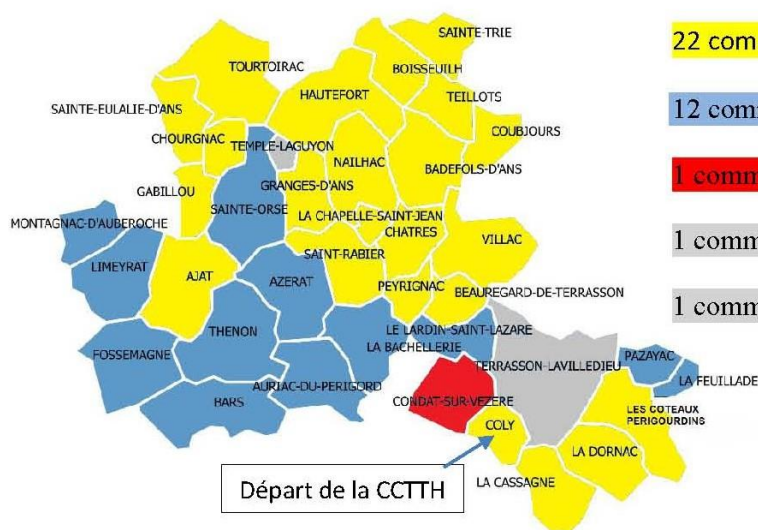 SAINTE-TRIE
22 com
TOURTOIRAC
BOISSEUILH
HAUTEFORT
TEILLOTS
SAINTE-EULALIE-D'ANS
12 comm
COUBJOURS
CHOURGNAC
TEMPLE-LAGUYON
NAILHAC
BADEFOLS-D'ANS
1 comm
GABILLOU
GRANGES-D'ANS
SAINTE-ORSE
MONTAGNAC-D'AUBEROCHE
LA CHAPELLE-SAINT-JEAN
CHATRES
VILLAC
1 comm
LIMEYRAT
SAINT-RABIER
AJAT
AZERAT
PEYRIGNAC
BEAUREGARD-DE-TERRASSON
1 comm
THENON
LE LARDIN-SAINT-LAZARE
FOSSEMAGNE
LA BACHELLERIE
PAZAYAC
TERRASSON-LAVILLEDIEU
LA FEUILLADE
AURIAC-DU-PERIGORD
BARS
CONDAT-SUR-VEZERE
LES COTEAUX
PERIGOURDINS
COLY
LA DORNAC
LA CASSAGNE
Départ de la CCTTH